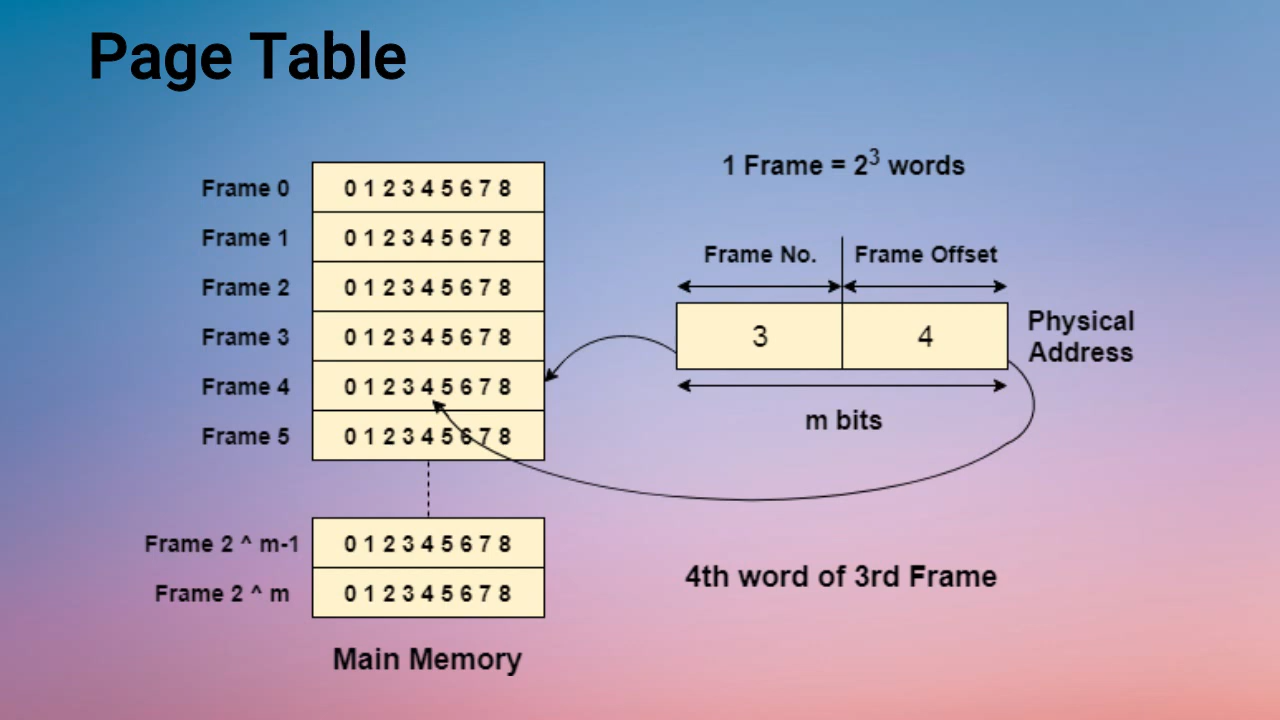 Page Table
1 Frame = 2³ words
Frame 0 0 1 2 3 4 5 6 7 8
Frame 1 0 1 2 3 4 5 6 7 8
Frame 2 0 1 2 3 4 5 6 7 8
Frame 3 0 1 2 3 4 5 6 7 8
Frame 4 0 1 2 3 4 5 6 7 8
Frame 5 0 1 2 3 4 5 6 7 8
Frame 2 ^ m-1 0 1 2 3 4 5 6 7 8
Frame 2 ^ m 0 1 2 3 4 5 6 7 8
Main Memory
Frame No. Frame Offset
3 4
Physical
Address
m bits
4th word of 3rd Frame